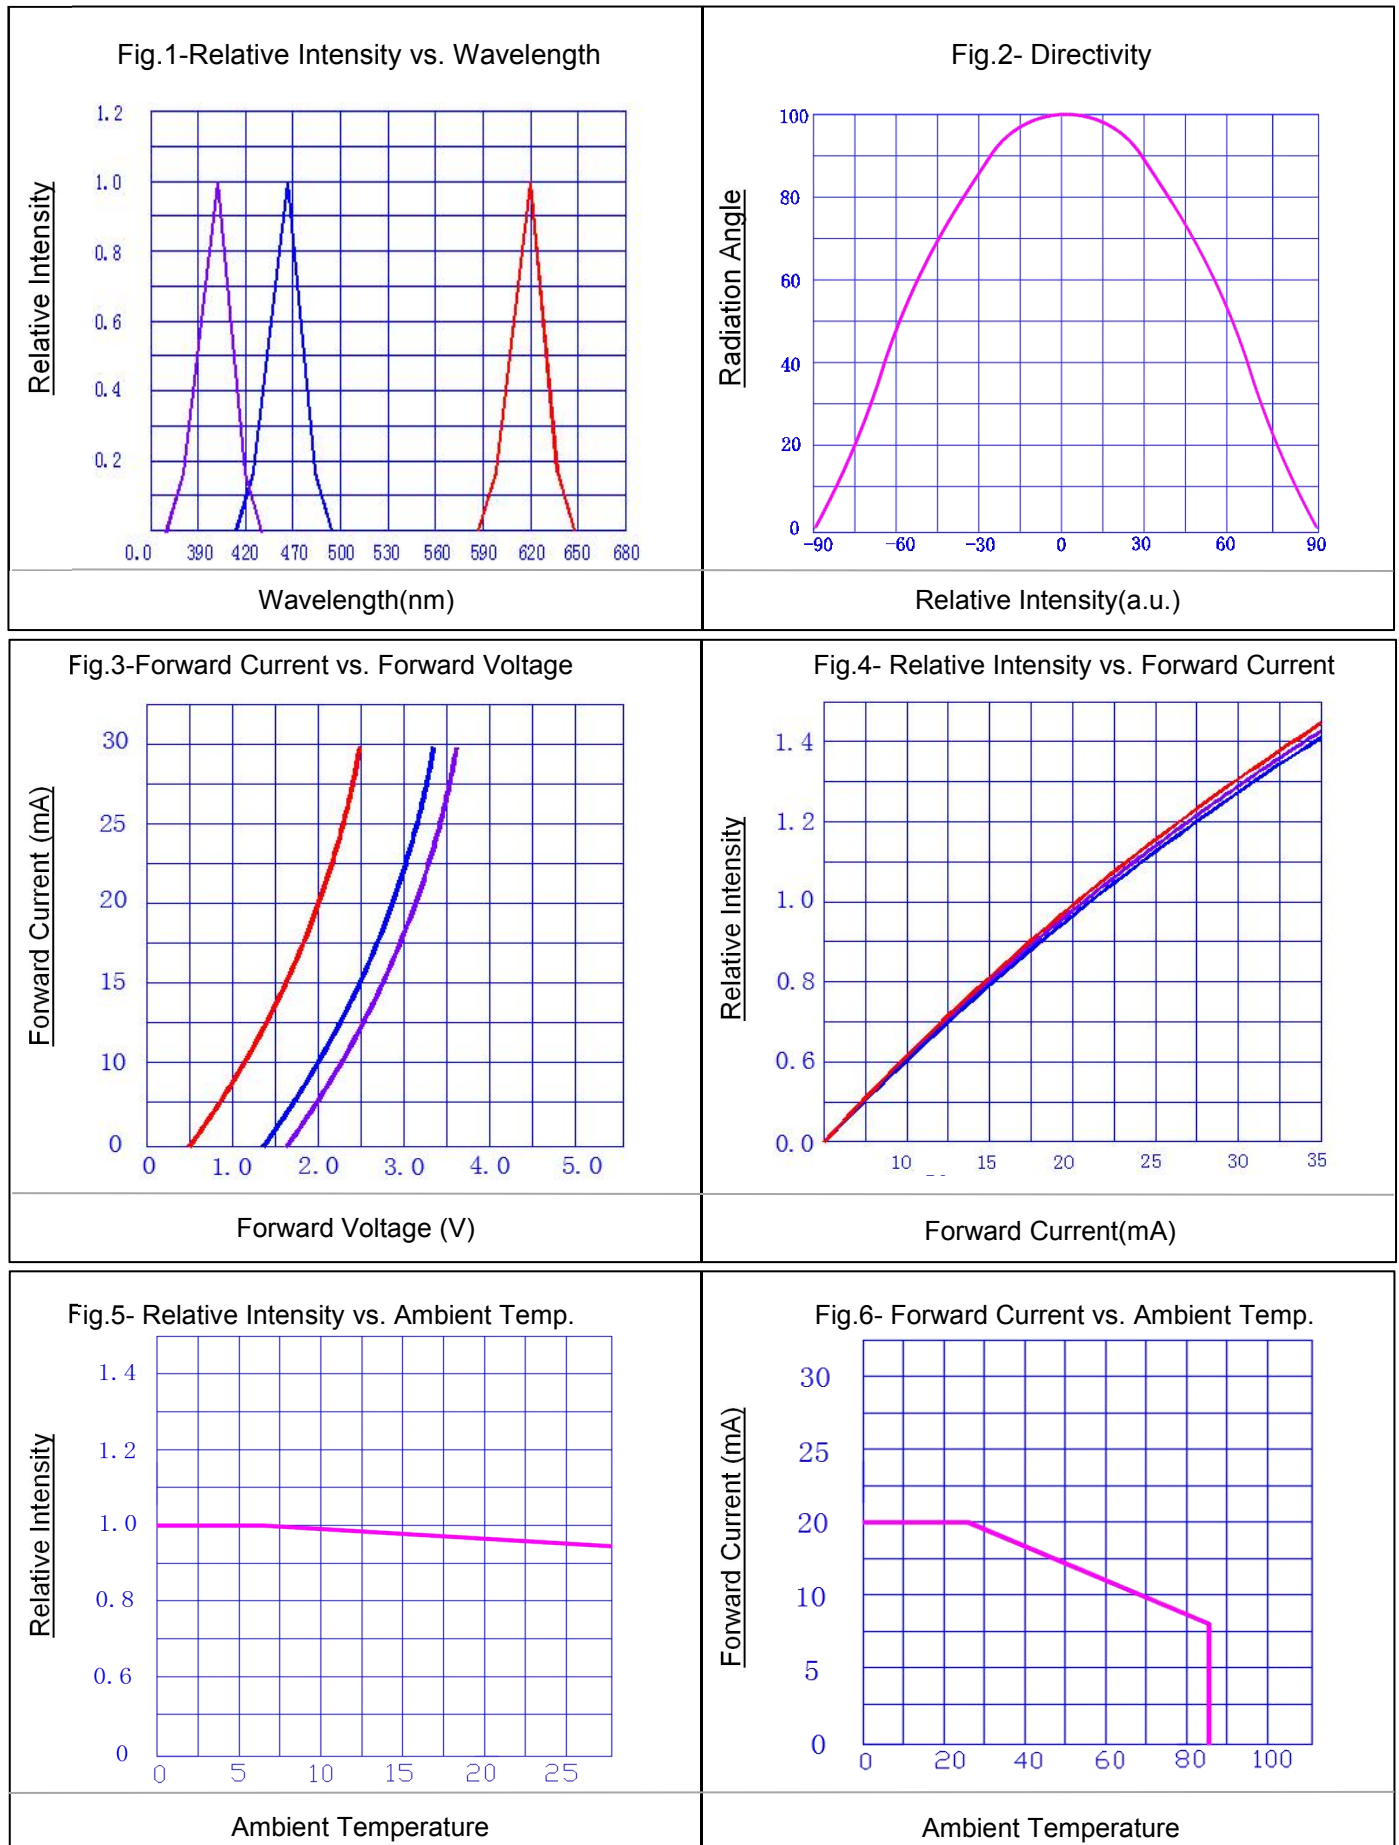 Fig.1-Relative Intensity vs. Wavelength
Relative Intensity
1.2
1.0
0.8
0.6
0.4
0.2
0.0 390 420 470 500 530 560 590 620 650 680
Wavelength(nm)
Fig.2- Directivity
Radiation Angle
100
80
60
40
20
0
-90 -60 -30 0 30 60 90
Relative Intensity(a.u.)
Fig.3-Forward Current vs. Forward Voltage
Forward Current (mA)
30
25
20
15
10
0
0 1.0 2.0 3.0 4.0 5.0
Forward Voltage (V)
Fig.4- Relative Intensity vs. Forward Current
Relative Intensity
1.4
1.2
1.0
0.8
0.6
0.0
10 15 20 25 30 35
Forward Current(mA)
Fig.5- Relative Intensity vs. Ambient Temp.
Relative Intensity
1.4
1.2
1.0
0.8
0.6
0
0 5 10 15 20 25
Ambient Temperature
Fig.6- Forward Current vs. Ambient Temp.
Forward Current (mA)
30
25
20
10
5
0
0 20 40 60 80 100
Ambient Temperature